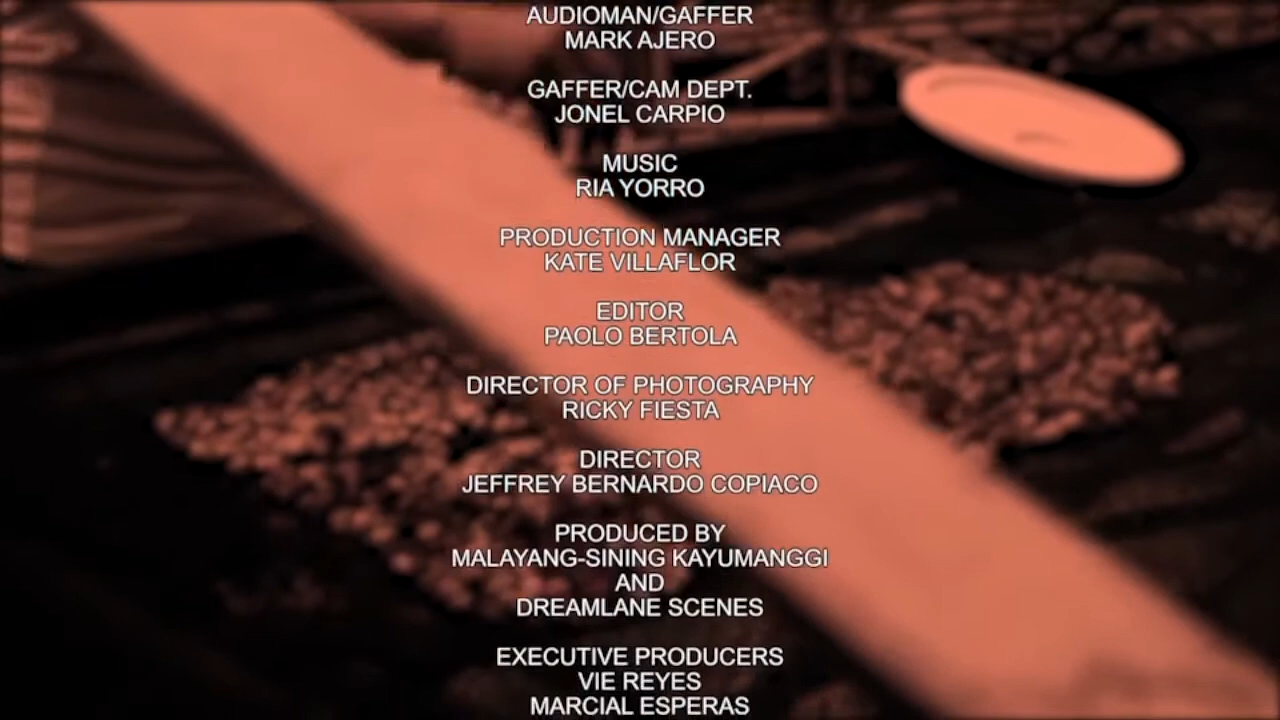 AUDIOMAN/GAFFER
MARK AJERO
GAFFER/CAM DEPT.
JONEL CARPIO
MUSIC
RIA YORRO
PRODUCTION MANAGER
KATE VILLAFLOR
EDITOR
PAOLO BERTOLA
DIRECTOR OF PHOTOGRAPHY
RICKY FIESTA
DIRECTOR
JEFFREY BERNARDO COPIACO
PRODUCED BY
MALAYANG-SINING KAYUMANGGI
AND
DREAMLANE SCENES
EXECUTIVE PRODUCERS
VIE REYES
MARCIAL ESPERAS